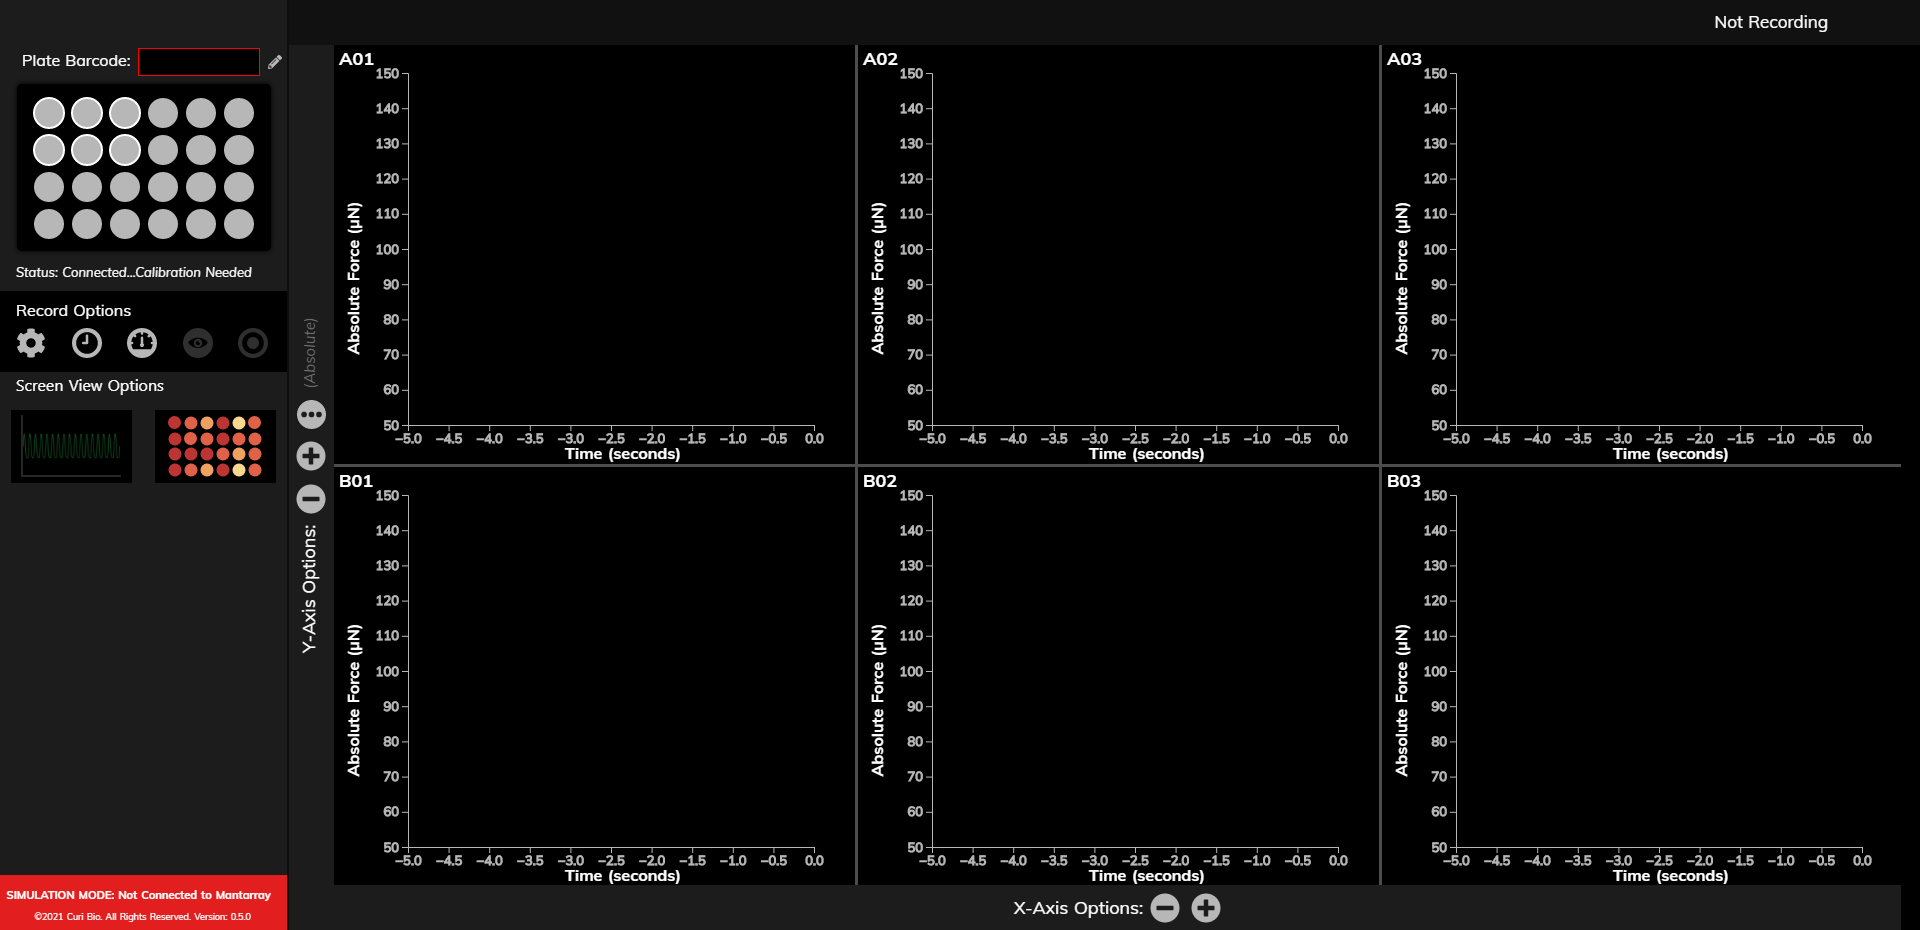 Not Recording
Plate Barcode:
Status: Connected...Calibration Needed
Record Options
Screen View Options
SIMULATION MODE: Not Connected to Mantarray
©2021 Curi Bio. All Rights Reserved. Version: 0.5.0
(Absolute)
Y-Axis Options:
A01
150
140
130
120
110
100
90
80
70
60
50
Absolute Force (µN)
−5.0 −4.5 −4.0 −3.5 −3.0 −2.5 −2.0 −1.5 −1.0 −0.5 0.0
Time (seconds)
A02
150
140
130
120
110
100
90
80
70
60
50
Absolute Force (µN)
−5.0 −4.5 −4.0 −3.5 −3.0 −2.5 −2.0 −1.5 −1.0 −0.5 0.0
Time (seconds)
A03
150
140
130
120
110
100
90
80
70
60
50
Absolute Force (µN)
−5.0 −4.5 −4.0 −3.5 −3.0 −2.5 −2.0 −1.5 −1.0 −0.5 0.0
Time (seconds)
B01
150
140
130
120
110
100
90
80
70
60
50
Absolute Force (µN)
−5.0 −4.5 −4.0 −3.5 −3.0 −2.5 −2.0 −1.5 −1.0 −0.5 0.0
Time (seconds)
B02
150
140
130
120
110
100
90
80
70
60
50
Absolute Force (µN)
−5.0 −4.5 −4.0 −3.5 −3.0 −2.5 −2.0 −1.5 −1.0 −0.5 0.0
Time (seconds)
B03
150
140
130
120
110
100
90
80
70
60
50
Absolute Force (µN)
−5.0 −4.5 −4.0 −3.5 −3.0 −2.5 −2.0 −1.5 −1.0 −0.5 0.0
Time (seconds)
X-Axis Options: